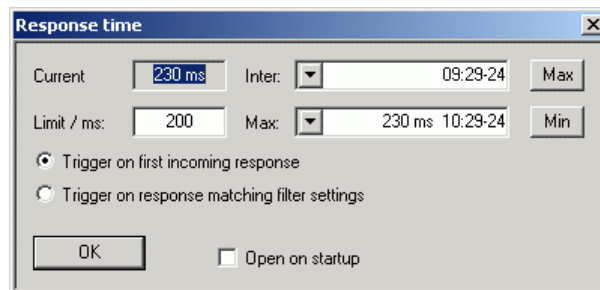 Response time
Current 230 ms Inter: 09:29-24 Max
Limit / ms: 200 Max: 230 ms 10:29-24 Min
Trigger on first incoming response
Trigger on response matching filter settings
OK Open on startup